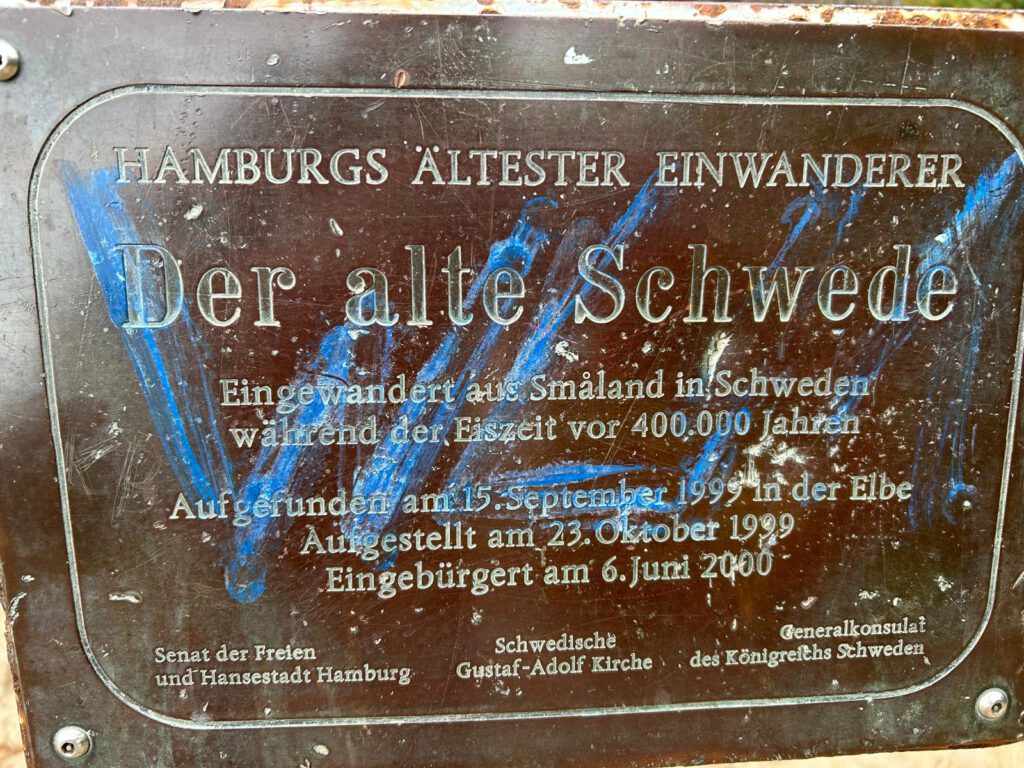 HAMBURGS ÄLTESTER EINWANDERER
Der alte Schwede
Eingewandert aus Småland in Schweden
während der Eiszeit vor 400.000 Jahren
Aufgefunden am 15. September 1999 in der Elbe
Aufgestellt am 23. Oktober 1999
Eingebürgert am 6. Juni 2000
Senat der Freien
und Hansestadt Hamburg
Schwedische
Gustaf-Adolf Kirche
Generalkonsulat
des Königreichs Schweden